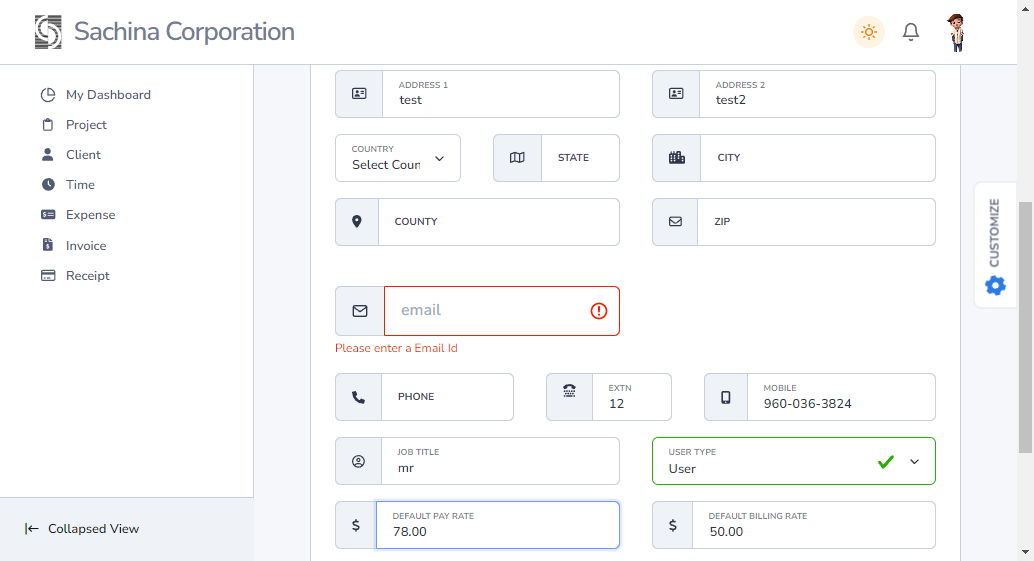 Sachina Corporation
My Dashboard
Project
Client
Time
Expense
Invoice
Receipt
Collapsed View
ADDRESS 1
test
ADDRESS 2
test2
COUNTRY
Select Coun
STATE
CITY
COUNTY
ZIP
email
Please enter a Email Id
PHONE
EXTN
12
MOBILE
960-036-3824
JOB TITLE
mr
USER TYPE
User
$
DEFAULT PAY RATE
78.00
$
DEFAULT BILLING RATE
50.00
CUSTOMIZE